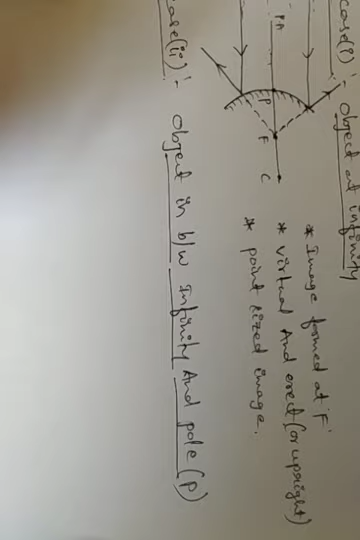 case(i) :- Object at infinity
PA
P
F
C
* Image formed at 'F'
* virtual And erect (or upright)
* point sized image.
case(ii) :- Object in b/w Infinity And pole (P)